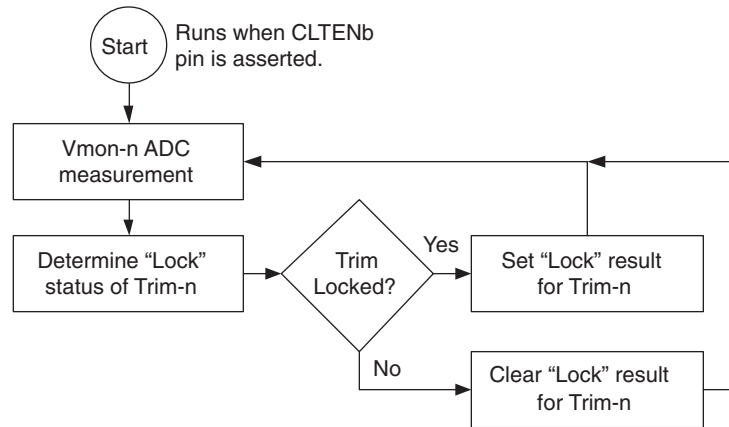 Start
Runs when CLTENb
pin is asserted.
Vmon-n ADC
measurement
Determine “Lock”
status of Trim-n
Trim
Locked?
Yes
Set “Lock” result
for Trim-n
No
Clear “Lock” result
for Trim-n